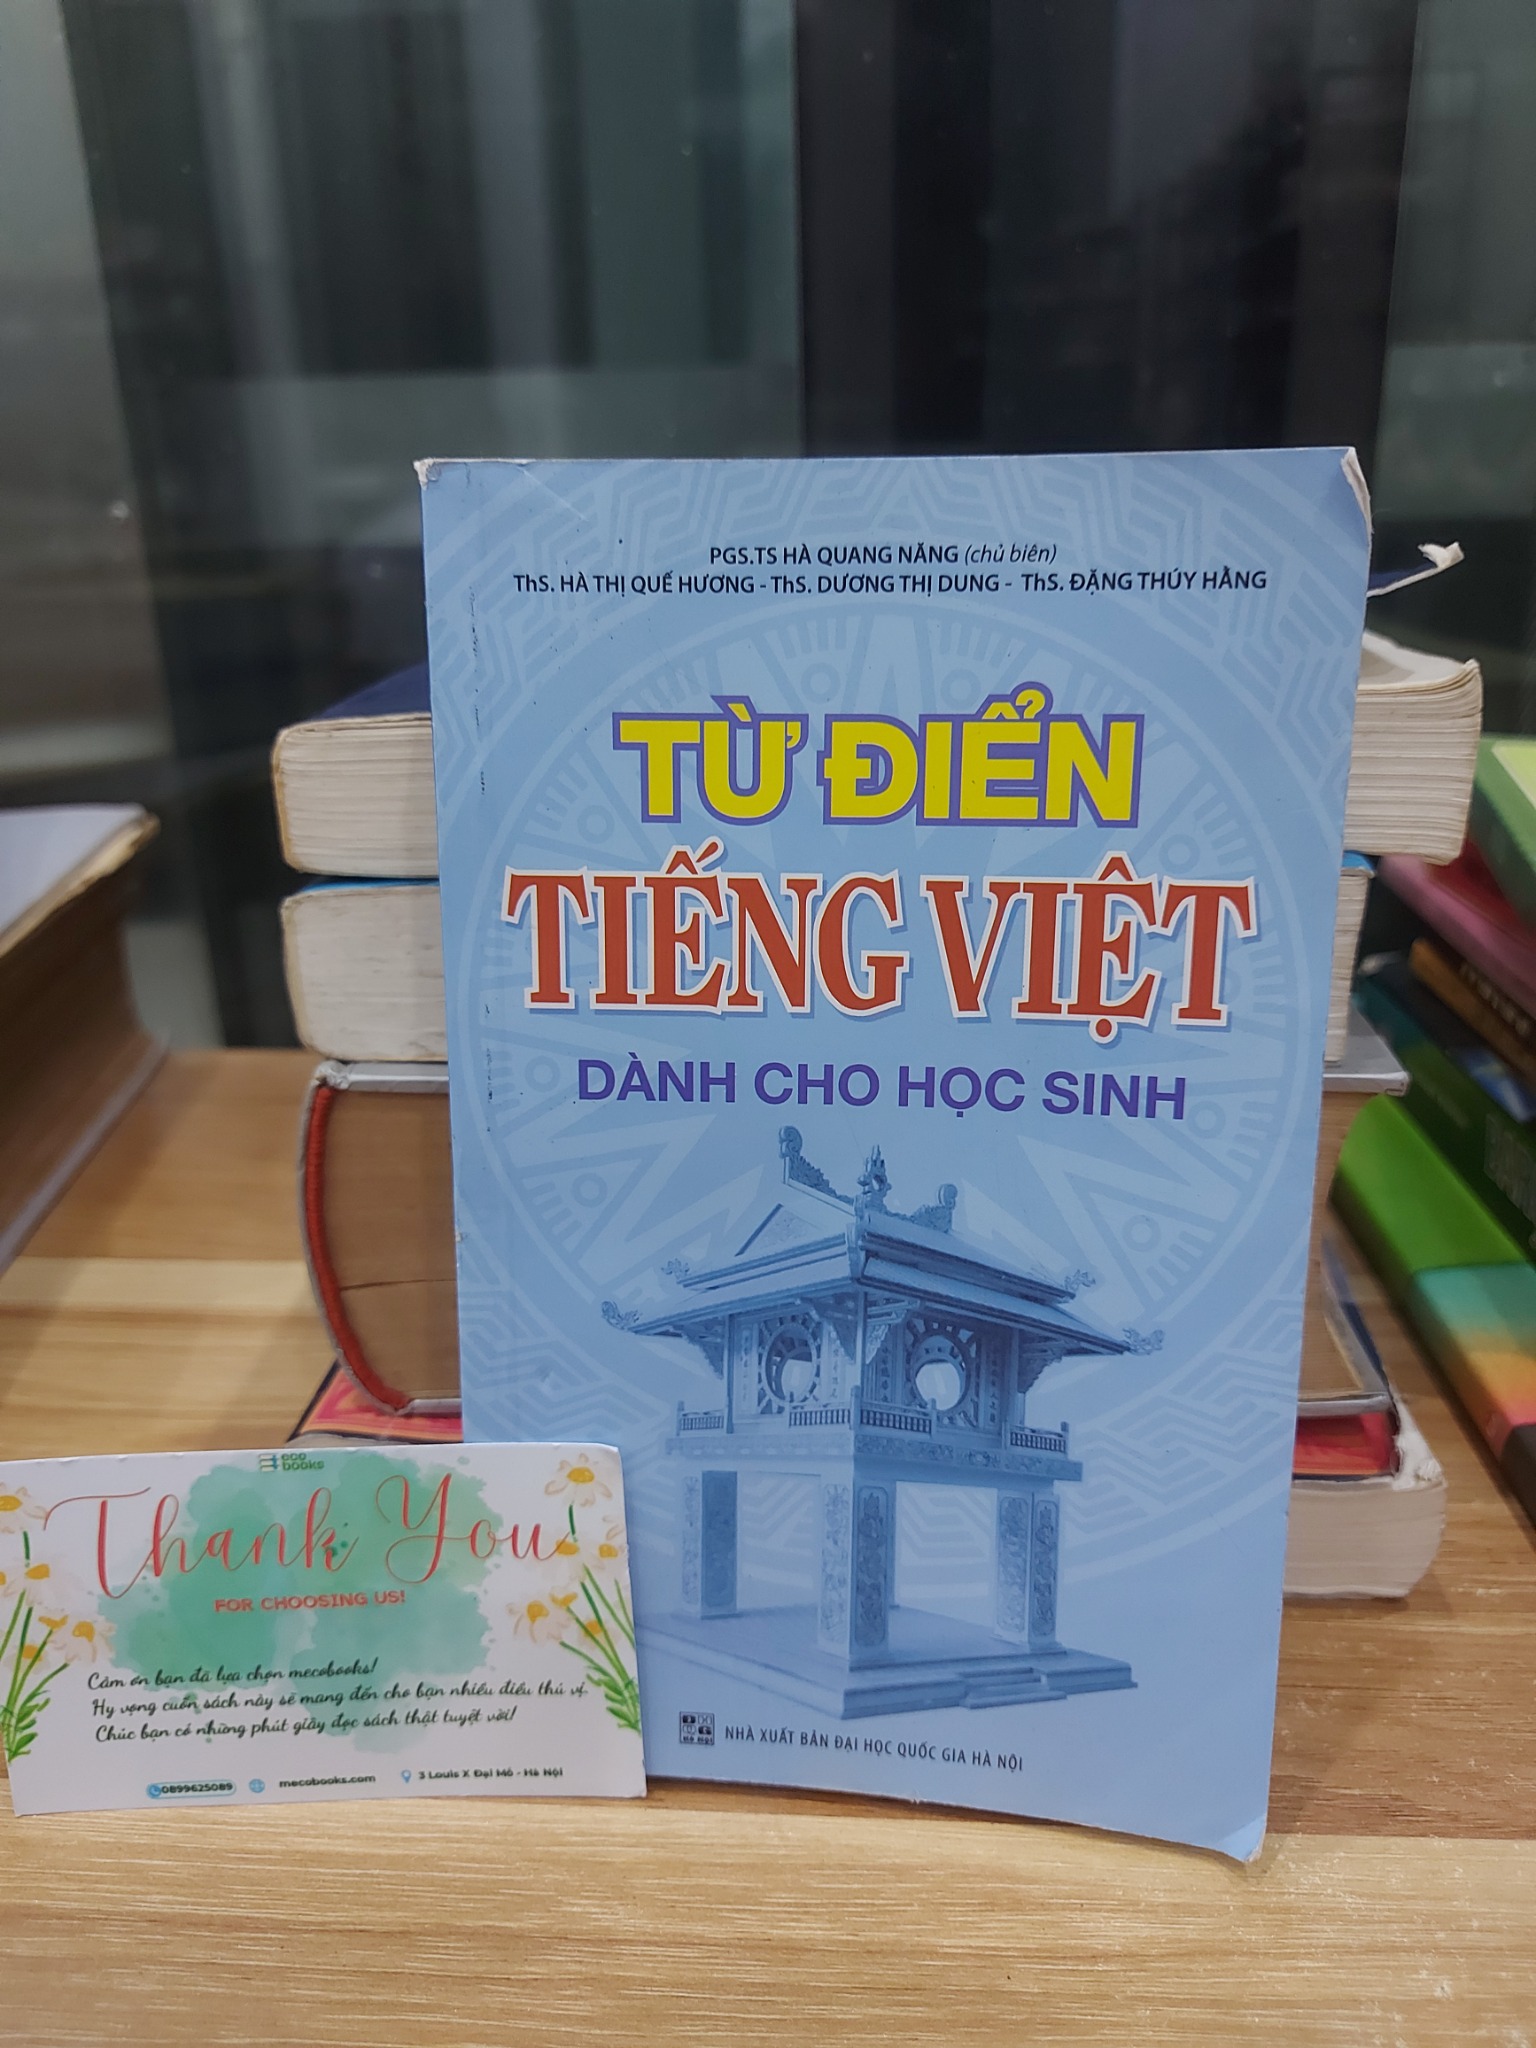 PGS.TS HÀ QUANG NĂNG (chủ biên)
ThS. HÀ THỊ QUẾ HƯƠNG - ThS. DƯƠNG THỊ DUNG - ThS. ĐẶNG THÚY HẰNG
TỪ ĐIỂN
TIẾNG VIỆT
DÀNH CHO HỌC SINH
NHÀ XUẤT BẢN ĐẠI HỌC QUỐC GIA HÀ NỘI
books
Thank You
FOR CHOOSING US!
Cảm ơn bạn đã lựa chọn mecobooks!
Hy vọng cuốn sách này sẽ mang đến cho bạn nhiều điều thú vị
Chúc bạn có những phút giây đọc sách thật tuyệt vời!
0899625089 mecobooks.com 3 Louis X Đại Mỗ - Hà Nội